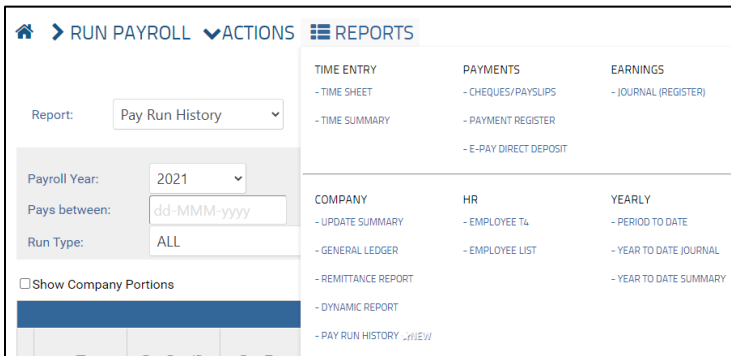 RUN PAYROLL ACTIONS REPORTS
TIME ENTRY PAYMENTS EARNINGS
- TIME SHEET - CHEQUES/PAYSLIPS - JOURNAL (REGISTER)
Report: Pay Run History
- TIME SUMMARY - PAYMENT REGISTER
- E-PAY DIRECT DEPOSIT
Payroll Year: 2021
COMPANY HR YEARLY
Pays between: dd-MMM-yyyy
- UPDATE SUMMARY - EMPLOYEE T4 - PERIOD TO DATE
Run Type: ALL
- GENERAL LEDGER - EMPLOYEE LIST - YEAR TO DATE JOURNAL
- REMITTANCE REPORT - YEAR TO DATE SUMMARY
Show Company Portions
- DYNAMIC REPORT
- PAY RUN HISTORY NEW